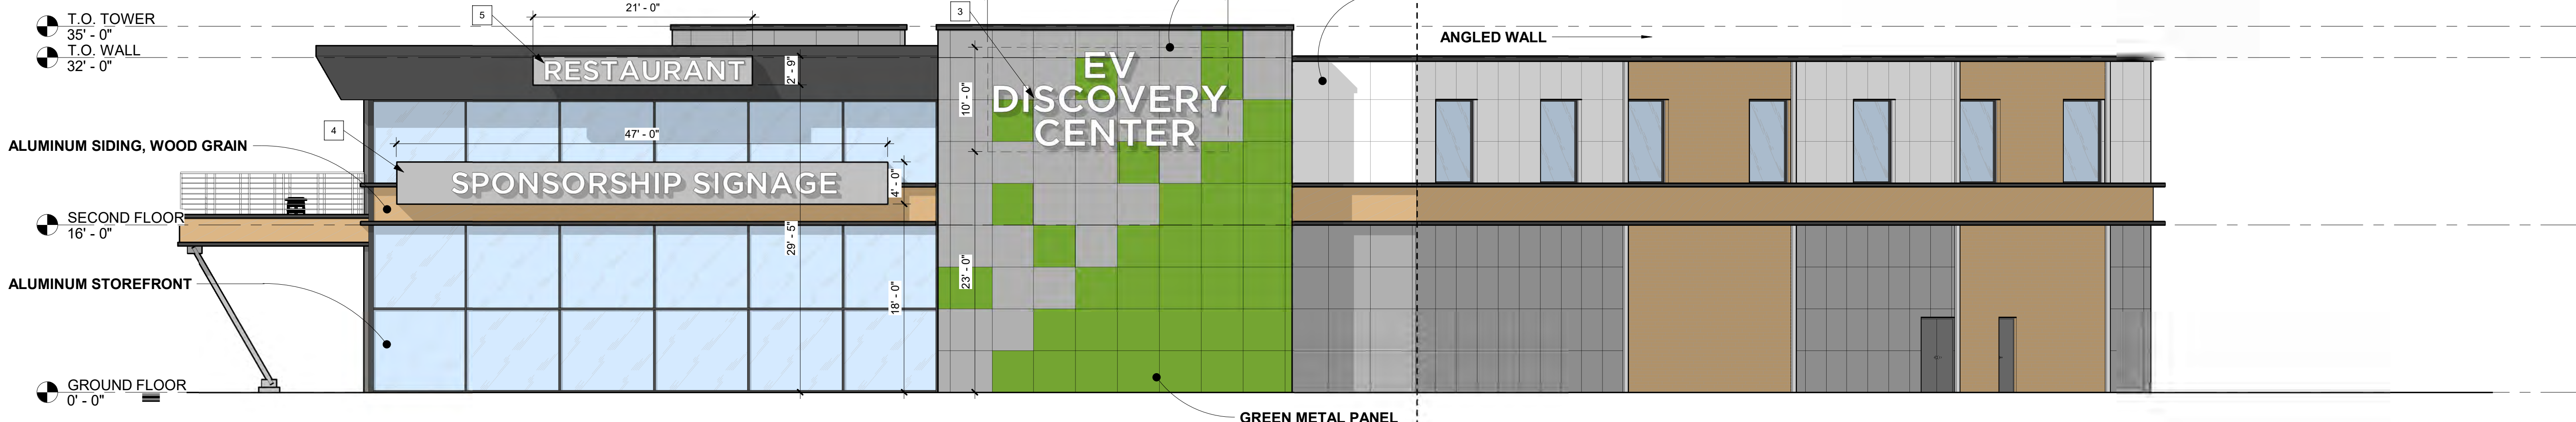 T.O. TOWER
35' - 0"
T.O. WALL
32' - 0"
5
21' - 0"
3
RESTAURANT
2' - 9"
10' - 0"
EV
DISCOVERY
CENTER
ANGLED WALL
4
47' - 0"
ALUMINUM SIDING, WOOD GRAIN
SPONSORSHIP SIGNAGE
4' - 0"
SECOND FLOOR
16' - 0"
29' - 5"
18' - 0"
23' - 0"
ALUMINUM STOREFRONT
GROUND FLOOR
0' - 0"
GREEN METAL PANEL